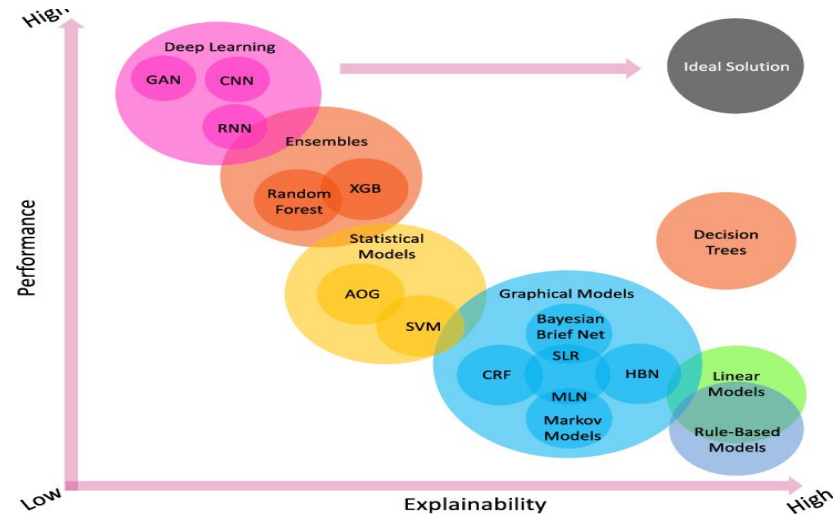 High
Deep Learning
GAN
CNN
RNN
Ideal Solution
Ensembles
Random
Forest
XGB
Performance
Statistical
Models
AOG
SVM
Decision
Trees
Graphical Models
Bayesian
Brief Net
SLR
CRF
HBN
MLN
Markov
Models
Linear
Models
Rule-Based
Models
Low
Explainability
High